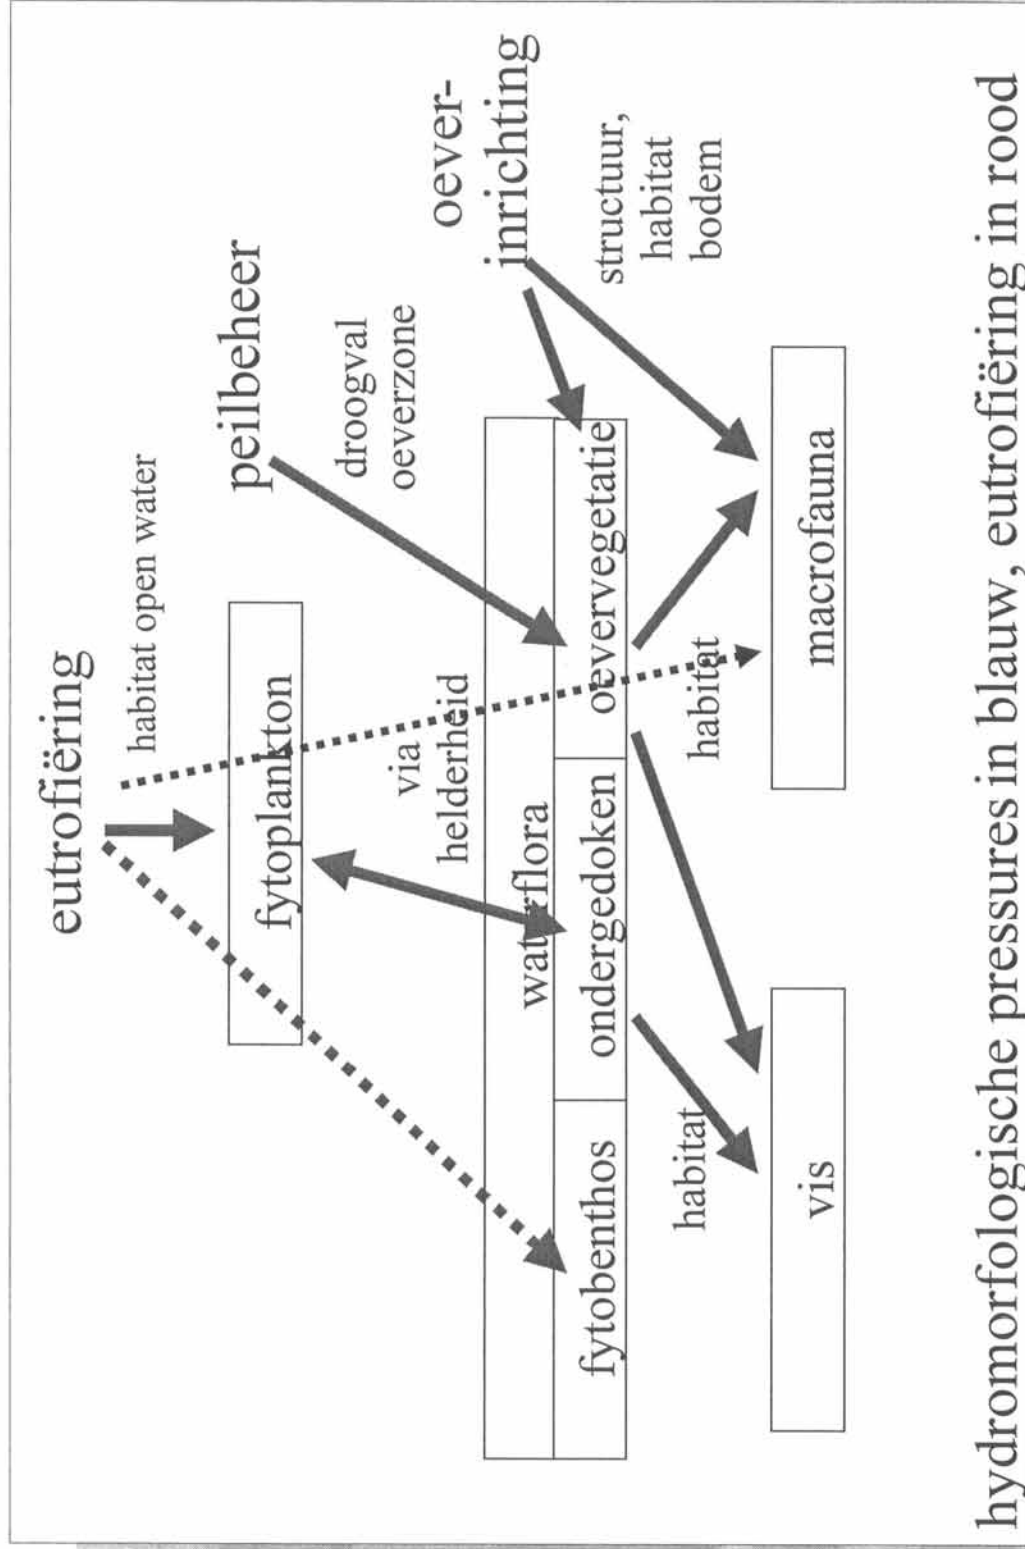 eutrofiëring
habitat open water
fytoplankton
peilbeheer
droogval
oeverzone
oever-
inrichting
structuur,
habitat
bodem
via
helderheid
waterflora
fytobenthos
ondergedoken
oevervegetatie
habitat
habitat
vis
macrofauna
hydromorfologische pressures in blauw, eutrofiëring in rood